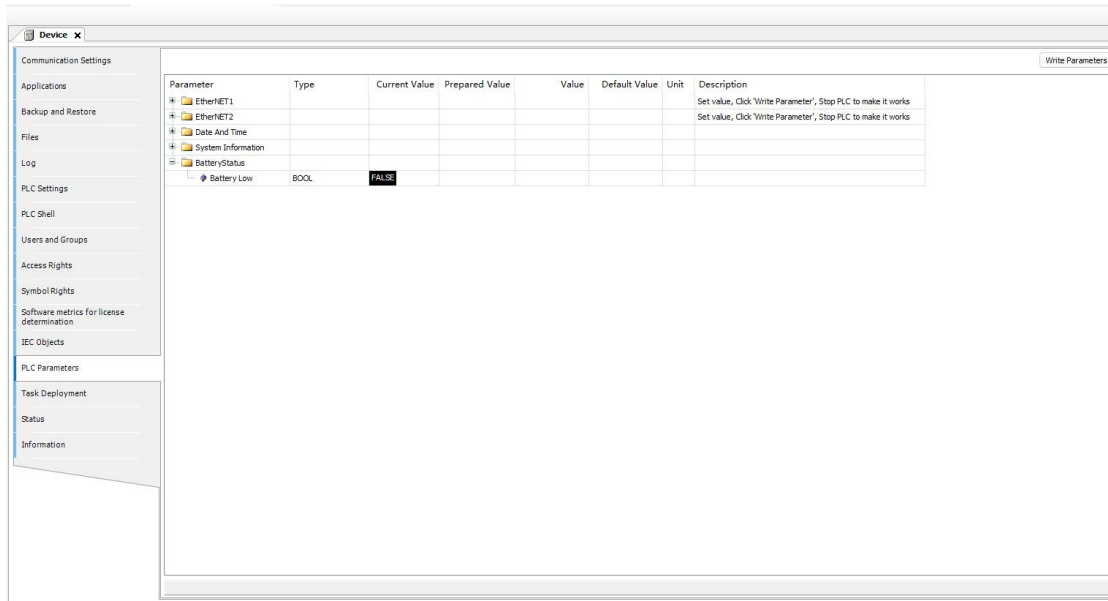 Device
Communication Settings
Applications
Backup and Restore
Files
Log
PLC Settings
PLC Shell
Users and Groups
Access Rights
Symbol Rights
Software metrics for license
determination
IEC Objects
PLC Parameters
Task Deployment
Status
Information
Write Parameters
Parameter Type Current Value Prepared Value Value Default Value Unit Description
EtherNET1 Set value, Click 'Write Parameter', Stop PLC to make it works
EtherNET2 Set value, Click 'Write Parameter', Stop PLC to make it works
Date And Time
System Information
BatteryStatus
Battery Low BOOL FALSE